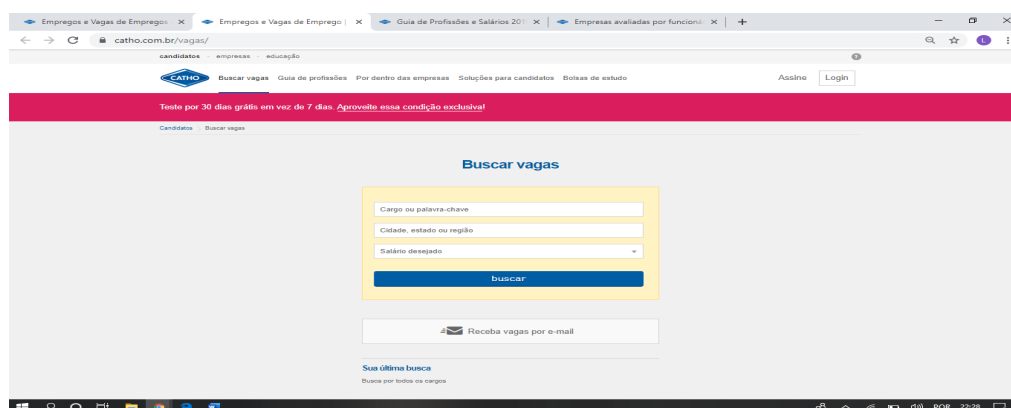 Empregos e Vagas de Empregos
Empregos e Vagas de Emprego |
Guia de Profissões e Salários 201
Empresas avaliadas por funcioná
catho.com.br/vagas/
L
candidatos empresas educação
CATHO Buscar vagas Guia de profissões Por dentro das empresas Soluções para candidatos Bolsas de estudo Assine Login
Teste por 30 dias grátis em vez de 7 dias. Aproveite essa condição exclusiva!
Candidatos Buscar vagas
Buscar vagas
Cargo ou palavra-chave
Cidade, estado ou região
Salário desejado
buscar
Receba vagas por e-mail
Sua última busca
Busca por todos os cargos
POR 22:28